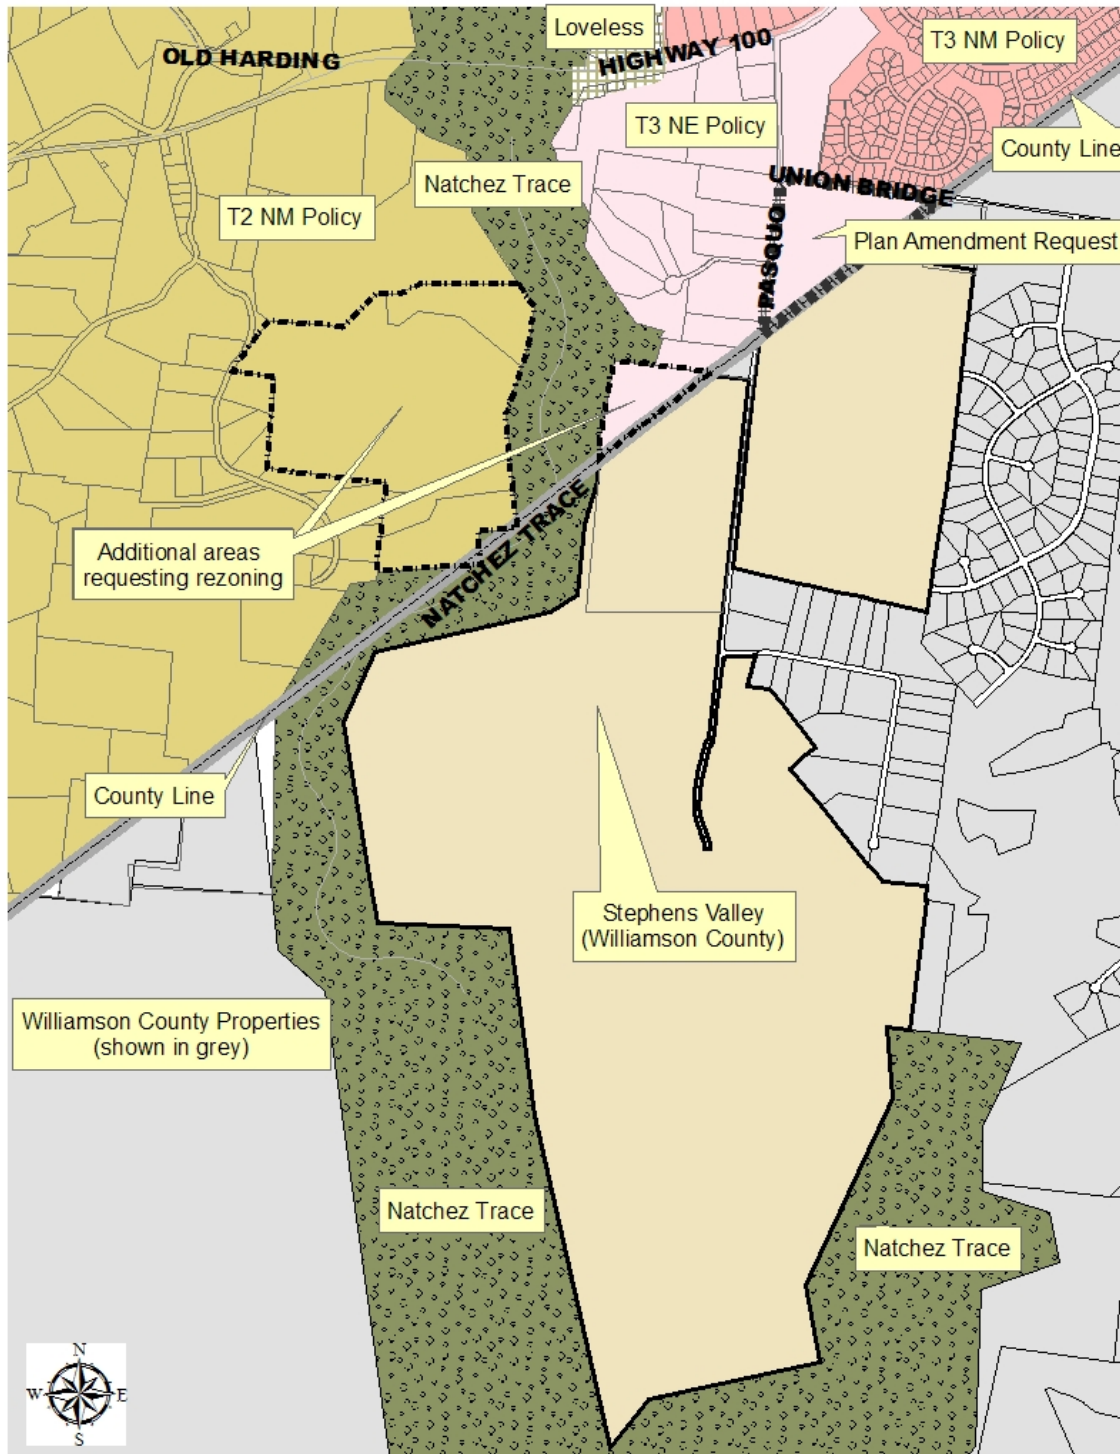 Loveless
OLD HARDING
HIGHWAY 100
T3 NM Policy
T3 NE Policy
County Line
Natchez Trace
UNION BRIDGE
T2 NM Policy
PASQUO
Plan Amendment Request
Additional areas
requesting rezoning
NATCHEZ TRACE
County Line
Stephens Valley
(Williamson County)
Williamson County Properties
(shown in grey)
Natchez Trace
Natchez Trace
N
W E
S